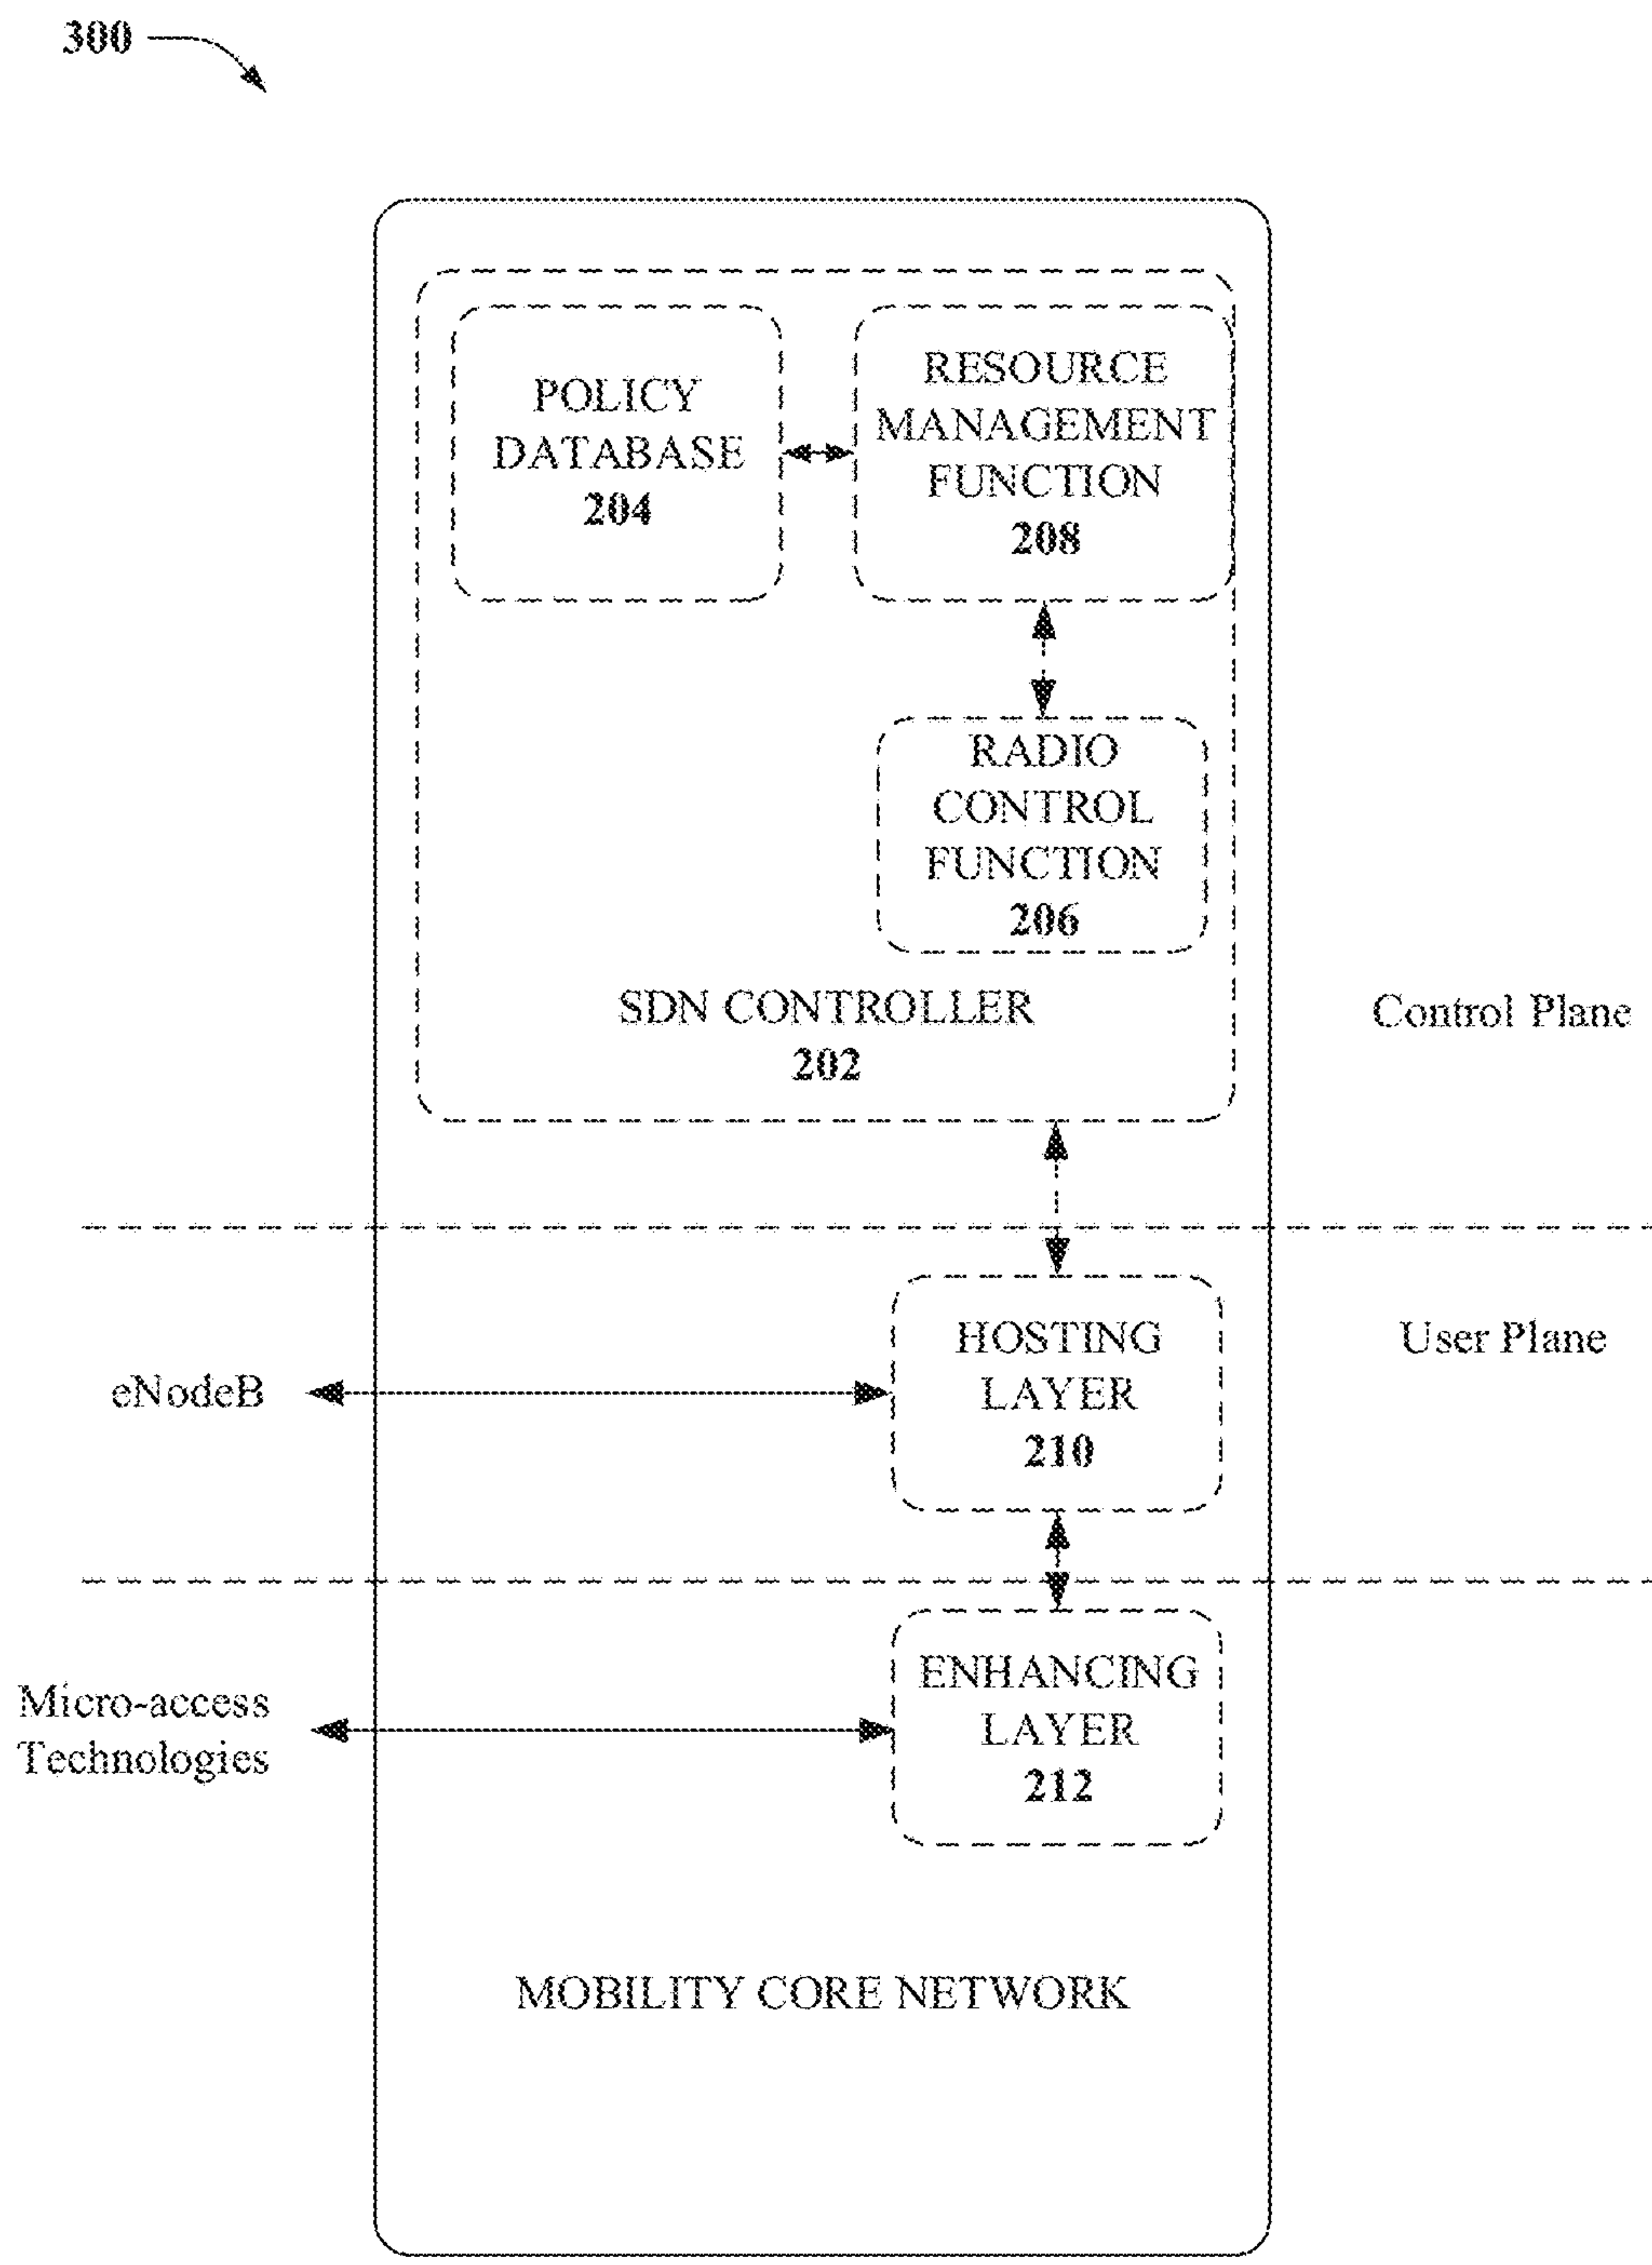 300
POLICY
DATABASE
204
RESOURCE
MANAGEMENT
FUNCTION
208
RADIO
CONTROL
FUNCTION
206
SDN CONTROLLER
202
Control Plane
HOSTING
LAYER
210
User Plane
eNodeB
ENHANCING
LAYER
212
Micro-access
Technologies
MOBILITY CORE NETWORK